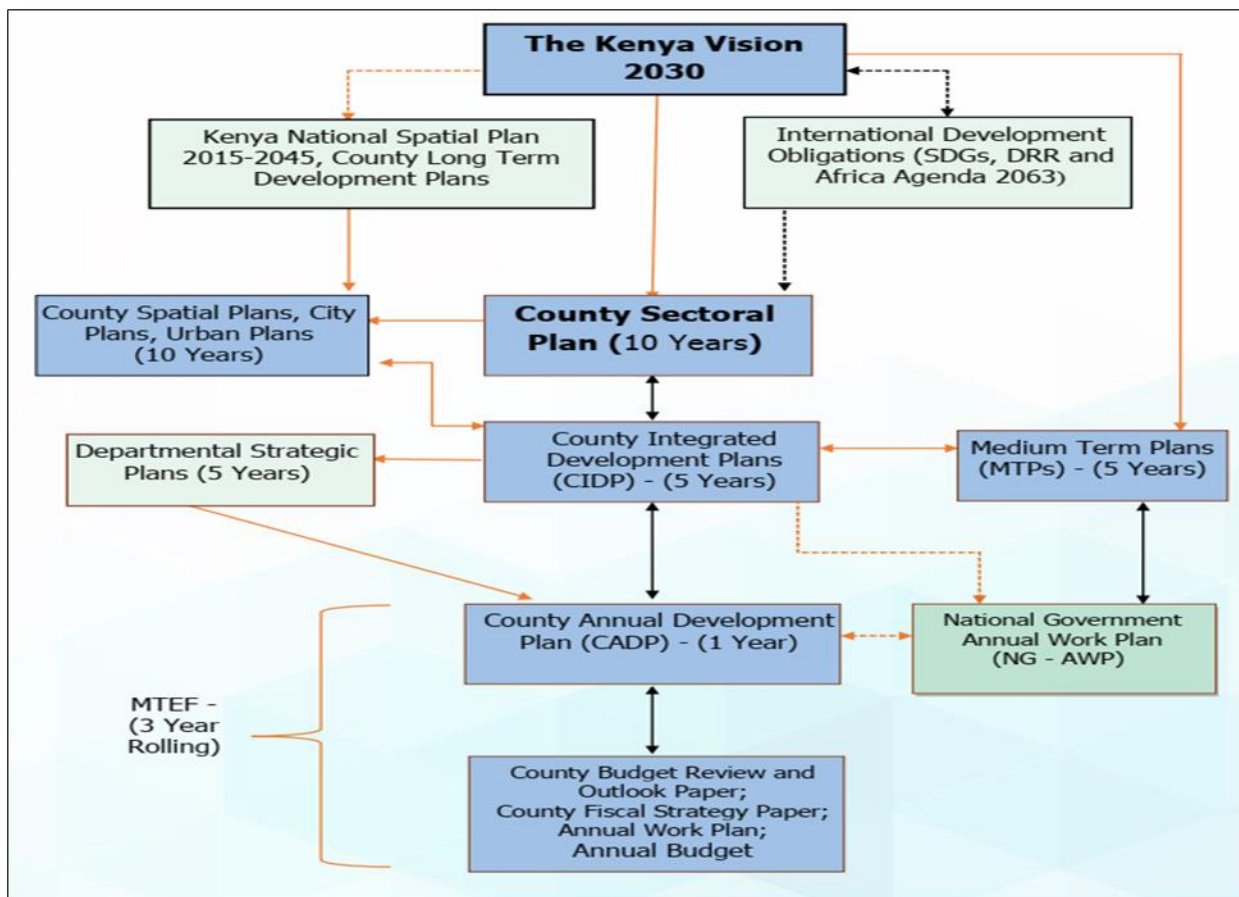 The Kenya Vision
2030
Kenya National Spatial Plan
2015-2045, County Long Term
Development Plans
International Development
Obligations (SDGs, DRR and
Africa Agenda 2063)
County Spatial Plans, City
Plans, Urban Plans
(10 Years)
County Sectoral
Plan (10 Years)
Departmental Strategic
Plans (5 Years)
County Integrated
Development Plans
(CIDP) - (5 Years)
Medium Term Plans
(MTPs) - (5 Years)
County Annual Development
Plan (CADP) - (1 Year)
National Government
Annual Work Plan
(NG - AWP)
MTEF -
(3 Year
Rolling)
County Budget Review and
Outlook Paper;
County Fiscal Strategy Paper;
Annual Work Plan;
Annual Budget